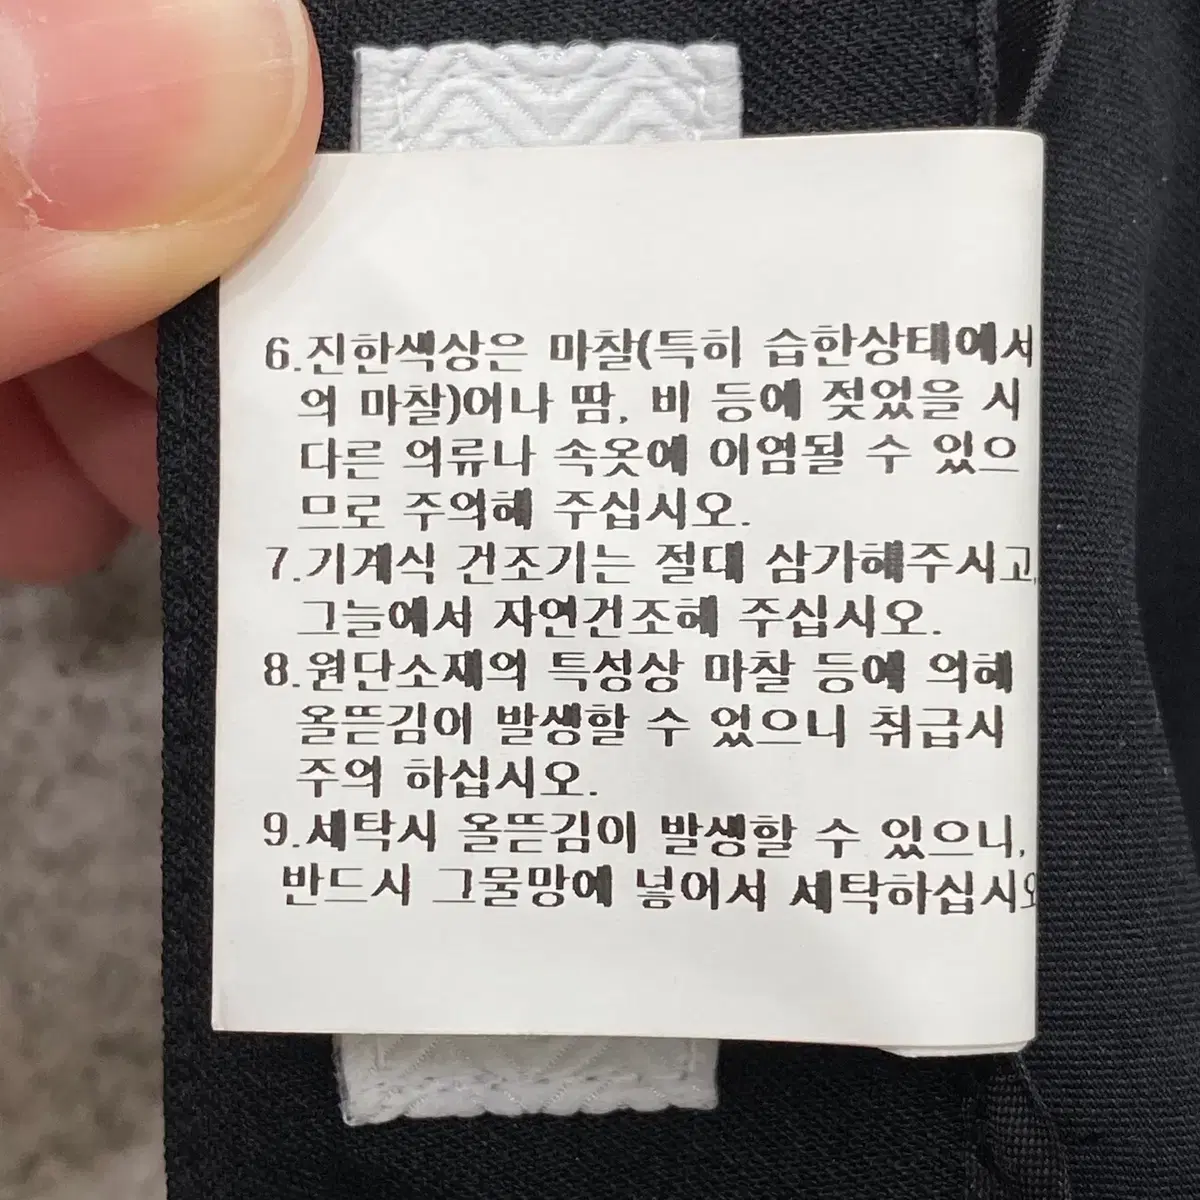 6.진한색상은 마찰(특히 습한상태에서
의 마찰)어나 땀, 비 등에 젖었을 시
다른 의류나 속옷에 이염될 수 있으
므로 주의해 주십시오.
7.기계식 건조기는 절대 삼가해주시고,
그늘에서 자연건조해 주십시오.
8.원단소재의 특성상 마찰 등에 의해
올뜯김이 발생할 수 있으니 취급시
주의 하십시오.
9.세탁시 올뜯김이 발생할 수 있으니,
반드시 그물망에 넣어서 세탁하십시오